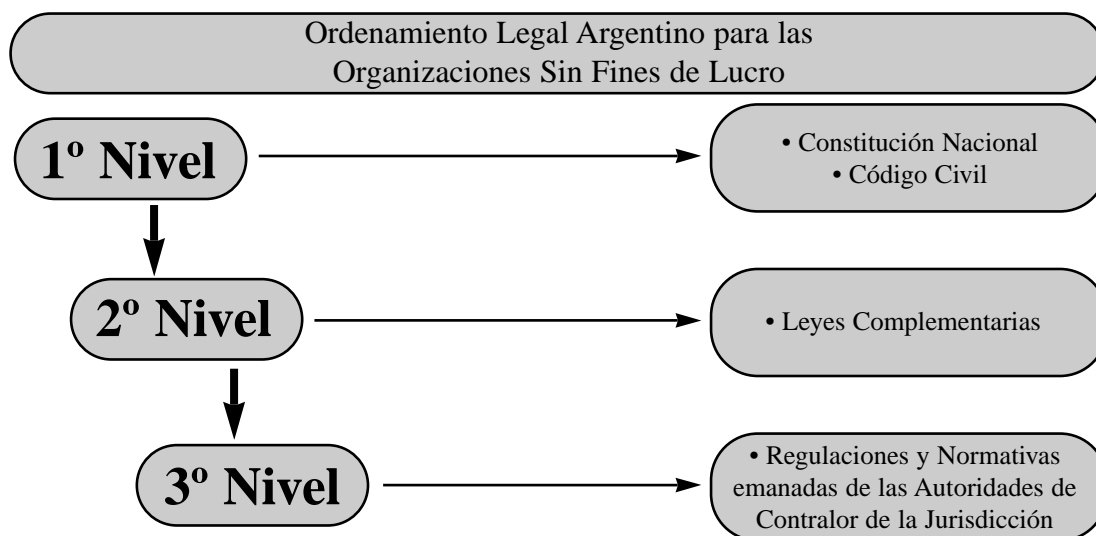 Ordenamiento Legal Argentino para las
Organizaciones Sin Fines de Lucro
1º Nivel
• Constitución Nacional
• Código Civil
2º Nivel
• Leyes Complementarias
3º Nivel
• Regulaciones y Normativas
emanadas de las Autoridades de
Contralor de la Jurisdicción